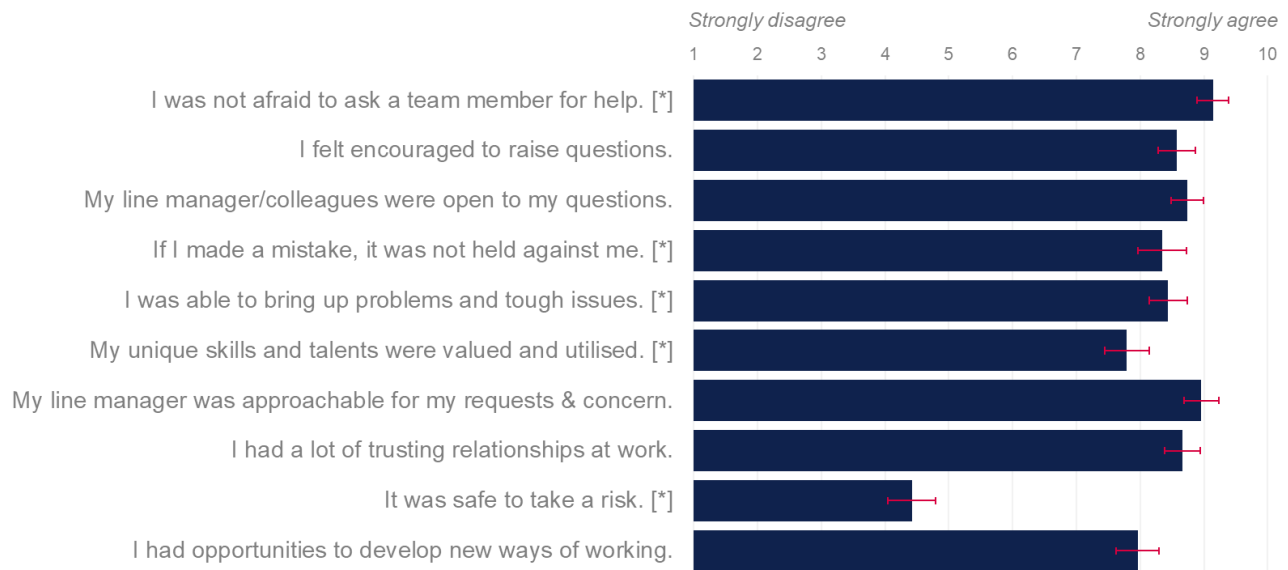 Strongly disagree Strongly agree
1 2 3 4 5 6 7 8 9 10
I was not afraid to ask a team member for help. [*]
I felt encouraged to raise questions.
My line manager/colleagues were open to my questions.
If I made a mistake, it was not held against me. [*]
I was able to bring up problems and tough issues. [*]
My unique skills and talents were valued and utilised. [*]
My line manager was approachable for my requests & concern.
I had a lot of trusting relationships at work.
It was safe to take a risk. [*]
I had opportunities to develop new ways of working.